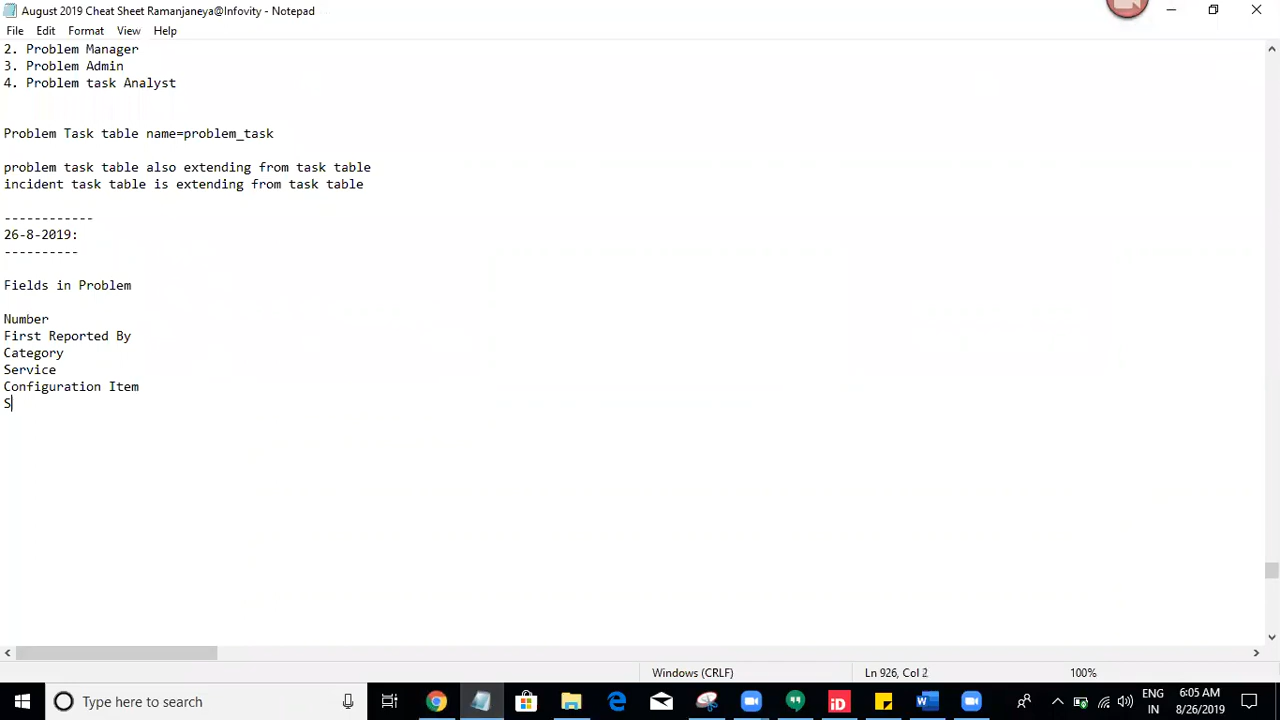 August 2019 Cheat Sheet Ramanjaneya@Infovity - Notepad
File Edit Format View Help
2. Problem Manager
3. Problem Admin
4. Problem task Analyst
Problem Task table name=problem_task
problem task table also extending from task table
incident task table is extending from task table
------------
26-8-2019:
----------
Fields in Problem
Number
First Reported By
Category
Service
Configuration Item
S
Windows (CRLF) Ln 926, Col 2 100%
Type here to search
iD
W
ENG
IN
6:05 AM
8/26/2019